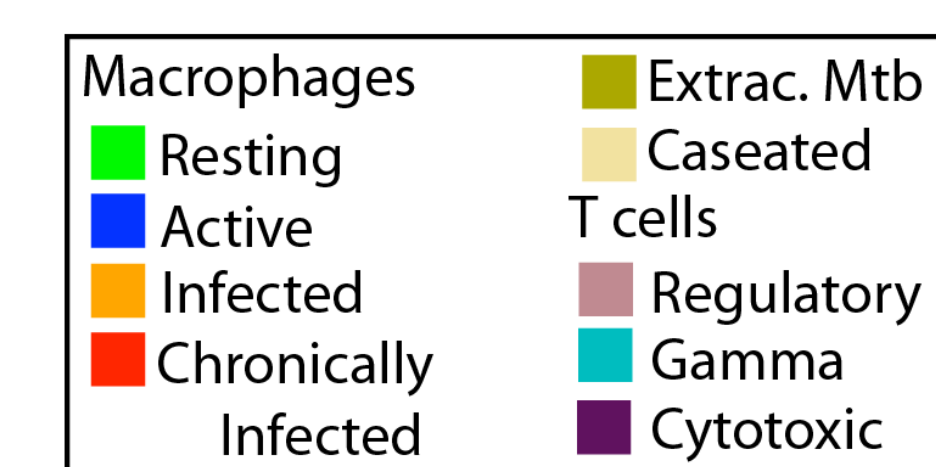 Macrophages
Resting
Active
Infected
Chronically
Infected
Extrac. Mtb
Caseated
T cells
Regulatory
Gamma
Cytotoxic